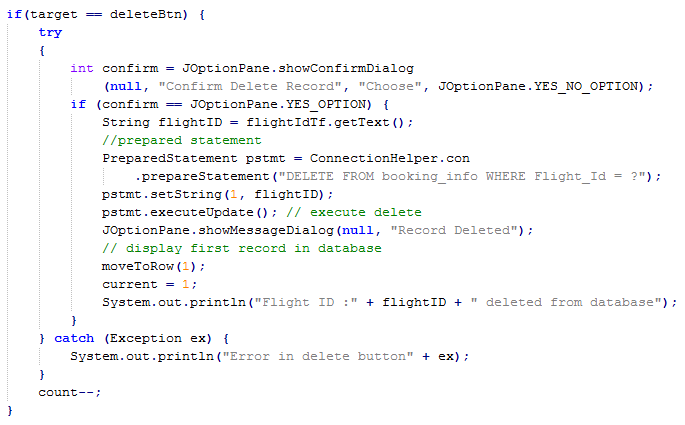 if(target == deleteBtn) {
try
{
int confirm = JOptionPane.showConfirmDialog
(null, "Confirm Delete Record", "Choose", JOptionPane.YES_NO_OPTION);
if (confirm == JOptionPane.YES_OPTION) {
String flightID = flightIdTf.getText();
//prepared statement
PreparedStatement pstmt = ConnectionHelper.con
.prepareStatement("DELETE FROM booking_info WHERE Flight_Id = ?");
pstmt.setString(1, flightID);
pstmt.executeUpdate(); // execute delete
JOptionPane.showMessageDialog(null, "Record Deleted");
// display first record in database
moveToRow(1);
current = 1;
System.out.println("Flight ID :" + flightID + " deleted from database");
}
} catch (Exception ex) {
System.out.println("Error in delete button" + ex);
}
count--;
}